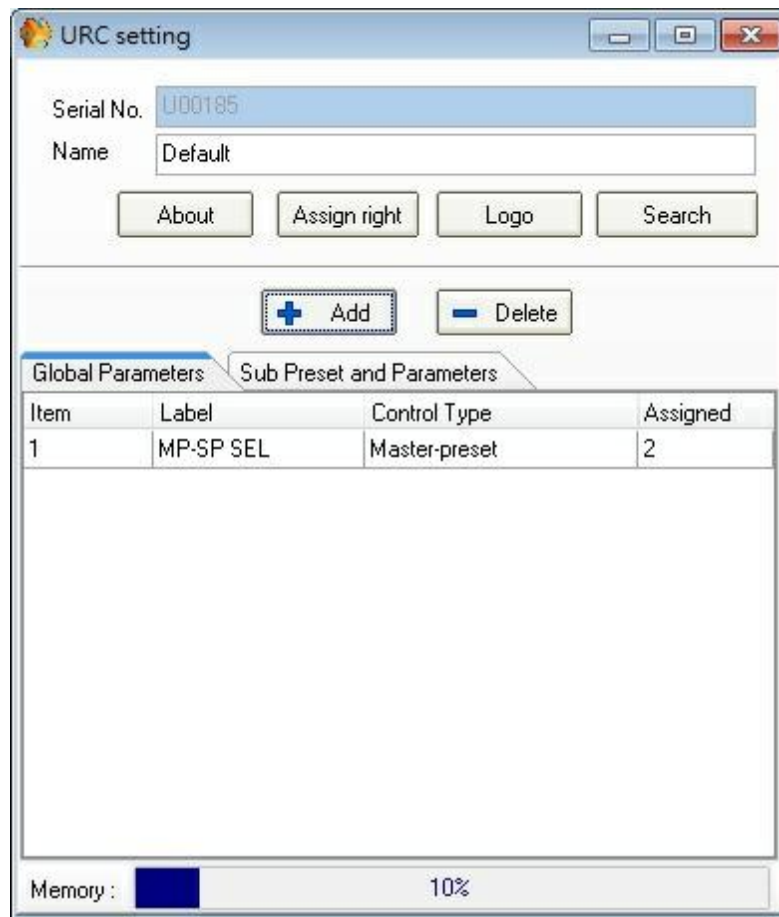 URC setting
Serial No. U00185
Name Default
About Assign right Logo Search
Add Delete
Global Parameters Sub Preset and Parameters
Item Label Control Type Assigned
1 MP-SP SEL Master-preset 2
Memory : 10%